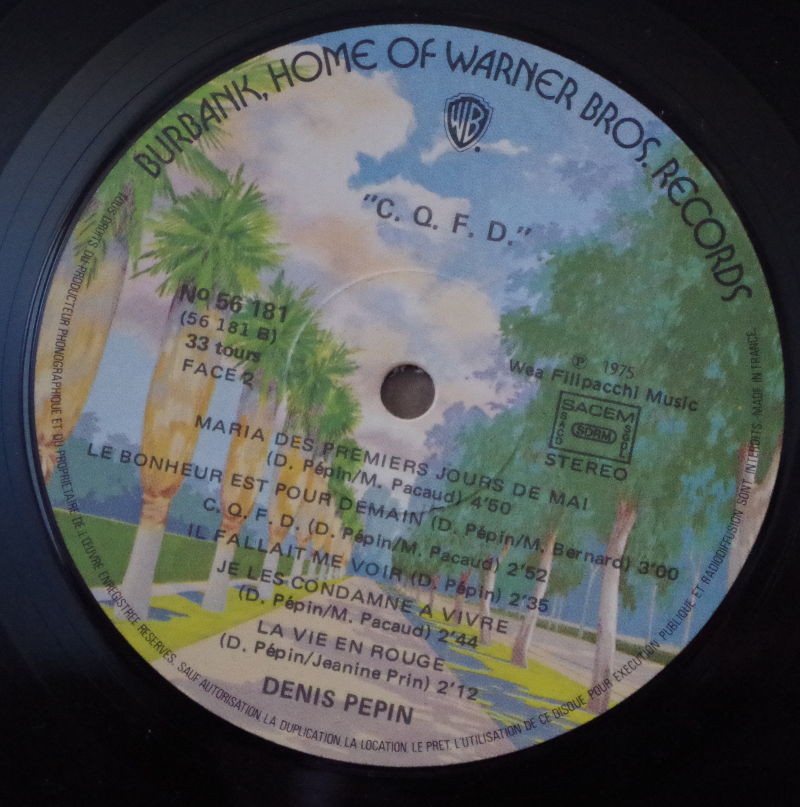 BURBANK, HOME OF WARNER BROS. RECORDS
WB
"C. Q. F. D."
No 56 181
(56 181 B)
33 tours
FACE 2
℗ 1975
Wea Filipacchi Music
SACEM
SACD SDRM SGDL
STEREO
MARIA DES PREMIERS JOURS DE MAI
(D. Pépin/M. Pacaud) 4'50
LE BONHEUR EST POUR DEMAIN (D. Pépin/M. Bernard) 3'00
C. Q. F. D. (D. Pépin/M. Pacaud) 2'52
IL FALLAIT ME VOIR (D. Pépin) 2'35
JE LES CONDAMNE A VIVRE
(D. Pépin/M. Pacaud) 2'44
LA VIE EN ROUGE
(D. Pépin/Jeanine Prin) 2'12
DENIS PEPIN
TOUS DROITS DU PRODUCTEUR PHONOGRAPHIQUE ET DU PROPRIETAIRE DE L'ŒUVRE ENREGISTREE RESERVES. SAUF AUTORISATION LA DUPLICATION, LA LOCATION, LE PRET, L'UTILISATION DE CE DISQUE POUR EXECUTION PUBLIQUE ET RADIODIFFUSION SONT INTERDITS. MADE IN FRANCE